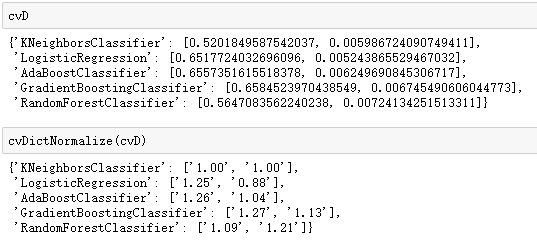 cvD
{'KNeighborsClassifier': [0.5201849587542037, 0.005986724090749411],
'LogisticRegression': [0.6517724032696096, 0.005243865529467032],
'AdaBoostClassifier': [0.6557351615518378, 0.006249690845306717],
'GradientBoostingClassifier': [0.6584523970438549, 0.006745490606044773],
'RandomForestClassifier': [0.5647083562240238, 0.00724134251513311]}
cvDictNormalize(cvD)
{'KNeighborsClassifier': ['1.00', '1.00'],
'LogisticRegression': ['1.25', '0.88'],
'AdaBoostClassifier': ['1.26', '1.04'],
'GradientBoostingClassifier': ['1.27', '1.13'],
'RandomForestClassifier': ['1.09', '1.21']}